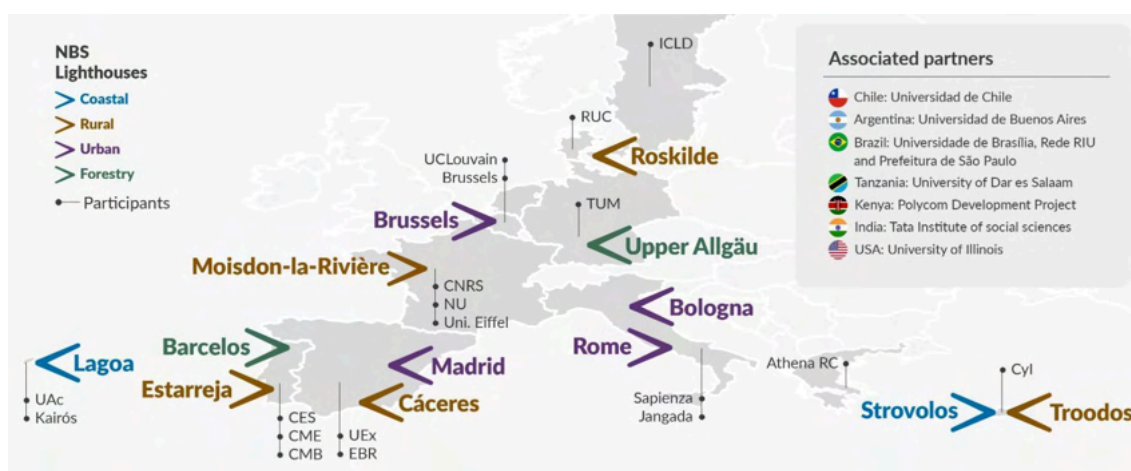 NBS
Lighthouses
Coastal
Rural
Urban
Forestry
Participants
ICLD
RUC
Roskilde
UCLouvain
Brussels
Brussels
TUM
Upper Allgäu
Moisdon-la-Rivière
CNRS
NU
Uni. Eiffel
Bologna
Rome
Barcelos
Madrid
Lagoa
Estarreja
Cáceres
UAc
Kairós
CES
CME
CMB
UEx
EBR
Sapienza
Jangada
Athena RC
CyI
Strovolos
Troodos
Associated partners
Chile: Universidad de Chile
Argentina: Universidad de Buenos Aires
Brazil: Universidade de Brasília, Rede RIU
and Prefeitura de São Paulo
Tanzania: University of Dar es Salaam
Kenya: Polycom Development Project
India: Tata Institute of social sciences
USA: University of Illinois